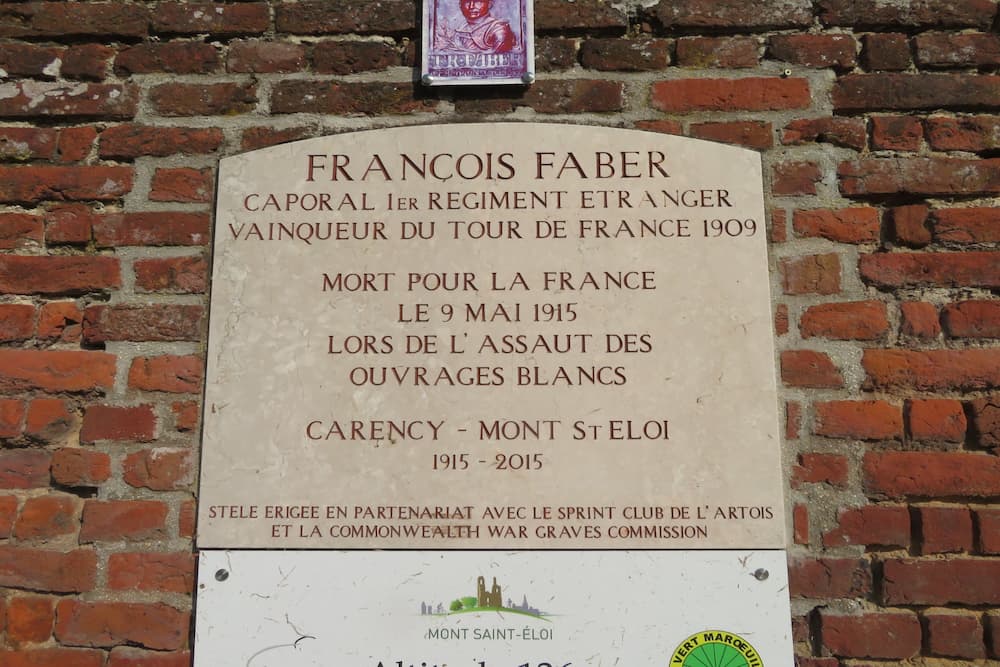 FRANÇOIS FABER
CAPORAL 1ER REGIMENT ETRANGER
VAINQUEUR DU TOUR DE FRANCE 1909
MORT POUR LA FRANCE
LE 9 MAI 1915
LORS DE L'ASSAUT DES
OUVRAGES BLANCS
CARENCY - MONT ST ELOI
1915 - 2015
STELE ERIGEE EN PARTENARIAT AVEC LE SPRINT CLUB DE L'ARTOIS
ET LA COMMONWEALTH WAR GRAVES COMMISSION
MONT SAINT-ÉLOI
VERT MARŒUIL